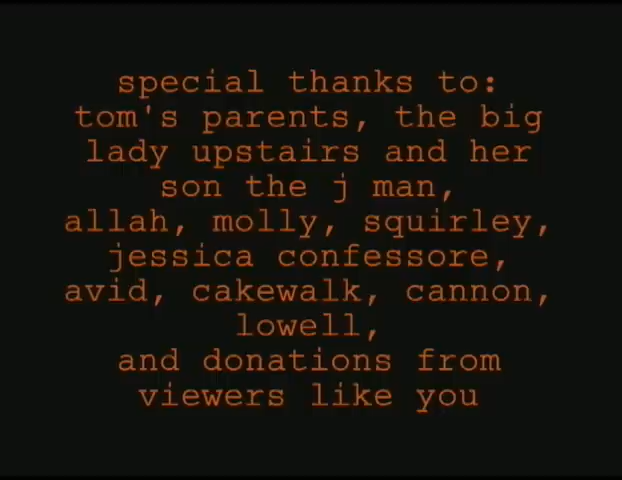 special thanks to:
tom's parents, the big
lady upstairs and her
son the j man,
allah, molly, squirley,
jessica confessore,
avid, cakewalk, cannon,
lowell,
and donations from
viewers like you